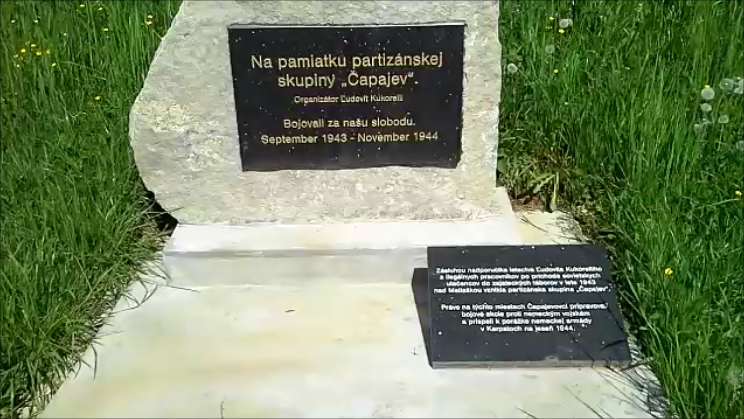 Na pamiatku partizánskej
skupiny „Čapajev“.
Organizátor Ľudovít Kukorelli
Bojovali za našu slobodu.
September 1943 - November 1944
Zásluhou nadporučíka letectva Ľudovíta Kukorelliho
a ilegálnych pracovníkov po príchode sovietskych
utečencov do zajateckých táborov v lete 1943
nad Matiaškou vznikla partizánska skupina „Čapajev“.
Práve na týchto miestach Čapajevovci pripravovali
bojové akcie proti nemeckým vojskám
a prispeli k porážke nemeckej armády
v Karpatoch na jeseň 1944.